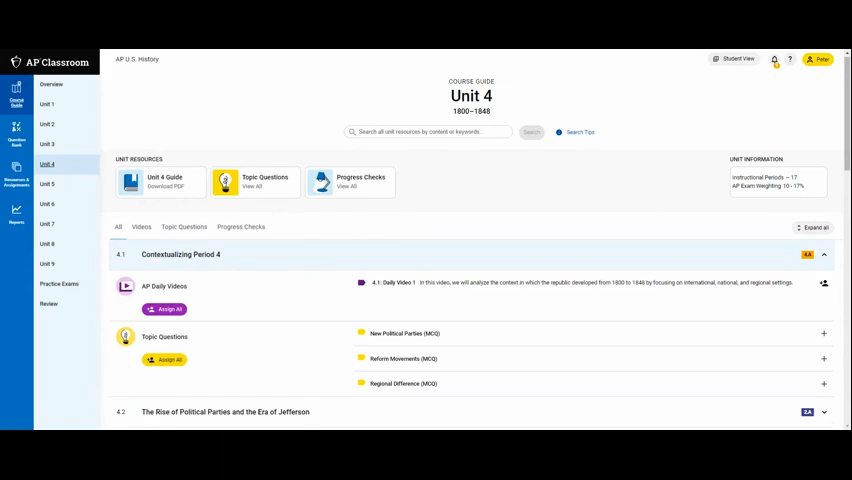 AP Classroom
AP U.S. History
Student View
?
Peter
Course Guide
Question Bank
Resources & Assignments
Reports
Overview
Unit 1
Unit 2
Unit 3
Unit 4
Unit 5
Unit 6
Unit 7
Unit 8
Unit 9
Practice Exams
Review
COURSE GUIDE
Unit 4
1800–1848
Search all unit resources by content or keywords...
Search
Search Tips
UNIT RESOURCES
Unit 4 Guide
Download PDF
Topic Questions
View All
Progress Checks
View All
UNIT INFORMATION
Instructional Periods ~ 17
AP Exam Weighting 10 - 17%
All Videos Topic Questions Progress Checks
Expand all
4.1 Contextualizing Period 4 4.A
AP Daily Videos
Assign All
4.1: Daily Video 1 In this video, we will analyze the context in which the republic developed from 1800 to 1848 by focusing on international, national, and regional settings.
Topic Questions
Assign All
New Political Parties (MCQ)
Reform Movements (MCQ)
Regional Difference (MCQ)
4.2 The Rise of Political Parties and the Era of Jefferson 2.A